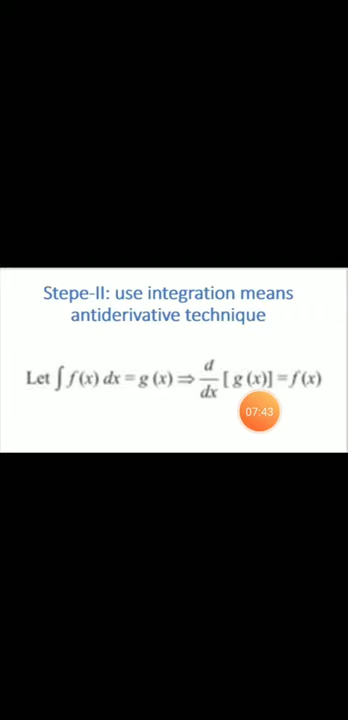 Stepe-II: use integration means
antiderivative technique
Let ∫ f(x) dx = g (x) ⇒ d/dx [ g (x)] = f(x)
07:43